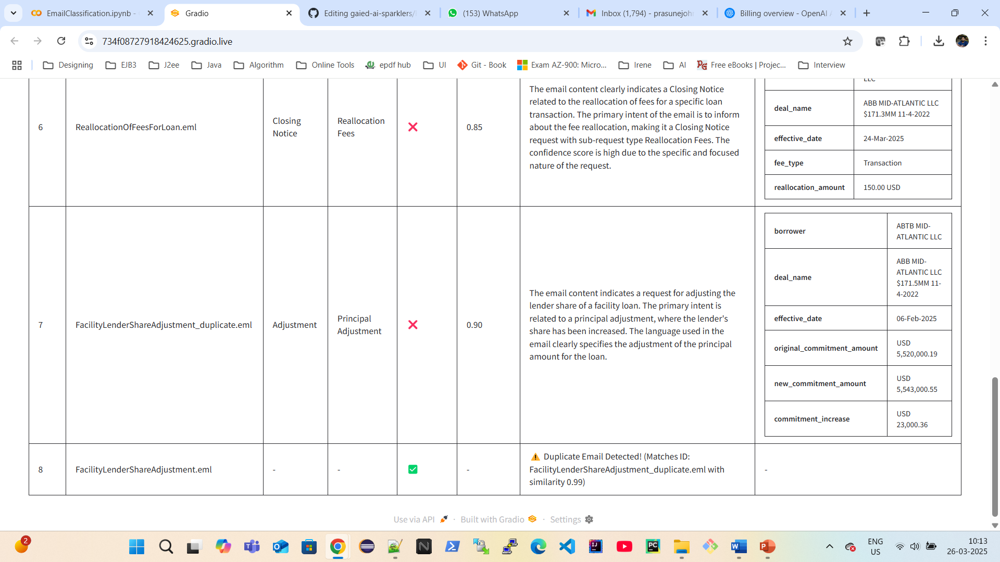 EmailClassification.ipynb -
Gradio
Editing gaied-ai-sparklers/
(153) WhatsApp
Inbox (1,794) - prasunejohn
Billing overview - OpenAI
734f08727918424625.gradio.live
Designing
EJB3
J2ee
Java
Algorithm
Online Tools
epdf hub
UI
Git - Book
Exam AZ-900: Micro...
Irene
AI
Free eBooks | Projec...
Interview
6
ReallocationOfFeesForLoan.eml
Closing
Notice
Reallocation
Fees
0.85
The email content clearly indicates a Closing Notice
related to the reallocation of fees for a specific loan
transaction. The primary intent of the email is to inform
about the fee reallocation, making it a Closing Notice
request with sub-request type Reallocation Fees. The
confidence score is high due to the specific and focused
nature of the request.
LLC
deal_name
ABB MID-ATLANTIC LLC
$171.3MM 11-4-2022
effective_date
24-Mar-2025
fee_type
Transaction
reallocation_amount
150.00 USD
7
FacilityLenderShareAdjustment_duplicate.eml
Adjustment
Principal
Adjustment
0.90
The email content indicates a request for adjusting the
lender share of a facility loan. The primary intent is
related to a principal adjustment, where the lender's
share has been increased. The language used in the
email clearly specifies the adjustment of the principal
amount for the loan.
borrower
ABTB MID-
ATLANTIC LLC
deal_name
ABB MID-
ATLANTIC LLC
$171.5MM 11-
4-2022
effective_date
06-Feb-2025
original_commitment_amount
USD
5,520,000.19
new_commitment_amount
USD
5,543,000.55
commitment_increase
USD
23,000.36
8
FacilityLenderShareAdjustment.eml
-
-
-
⚠️ Duplicate Email Detected! (Matches ID:
FacilityLenderShareAdjustment_duplicate.eml with
similarity 0.99)
-
Use via API · Built with Gradio · Settings
2
ENG
US
10:13
26-03-2025